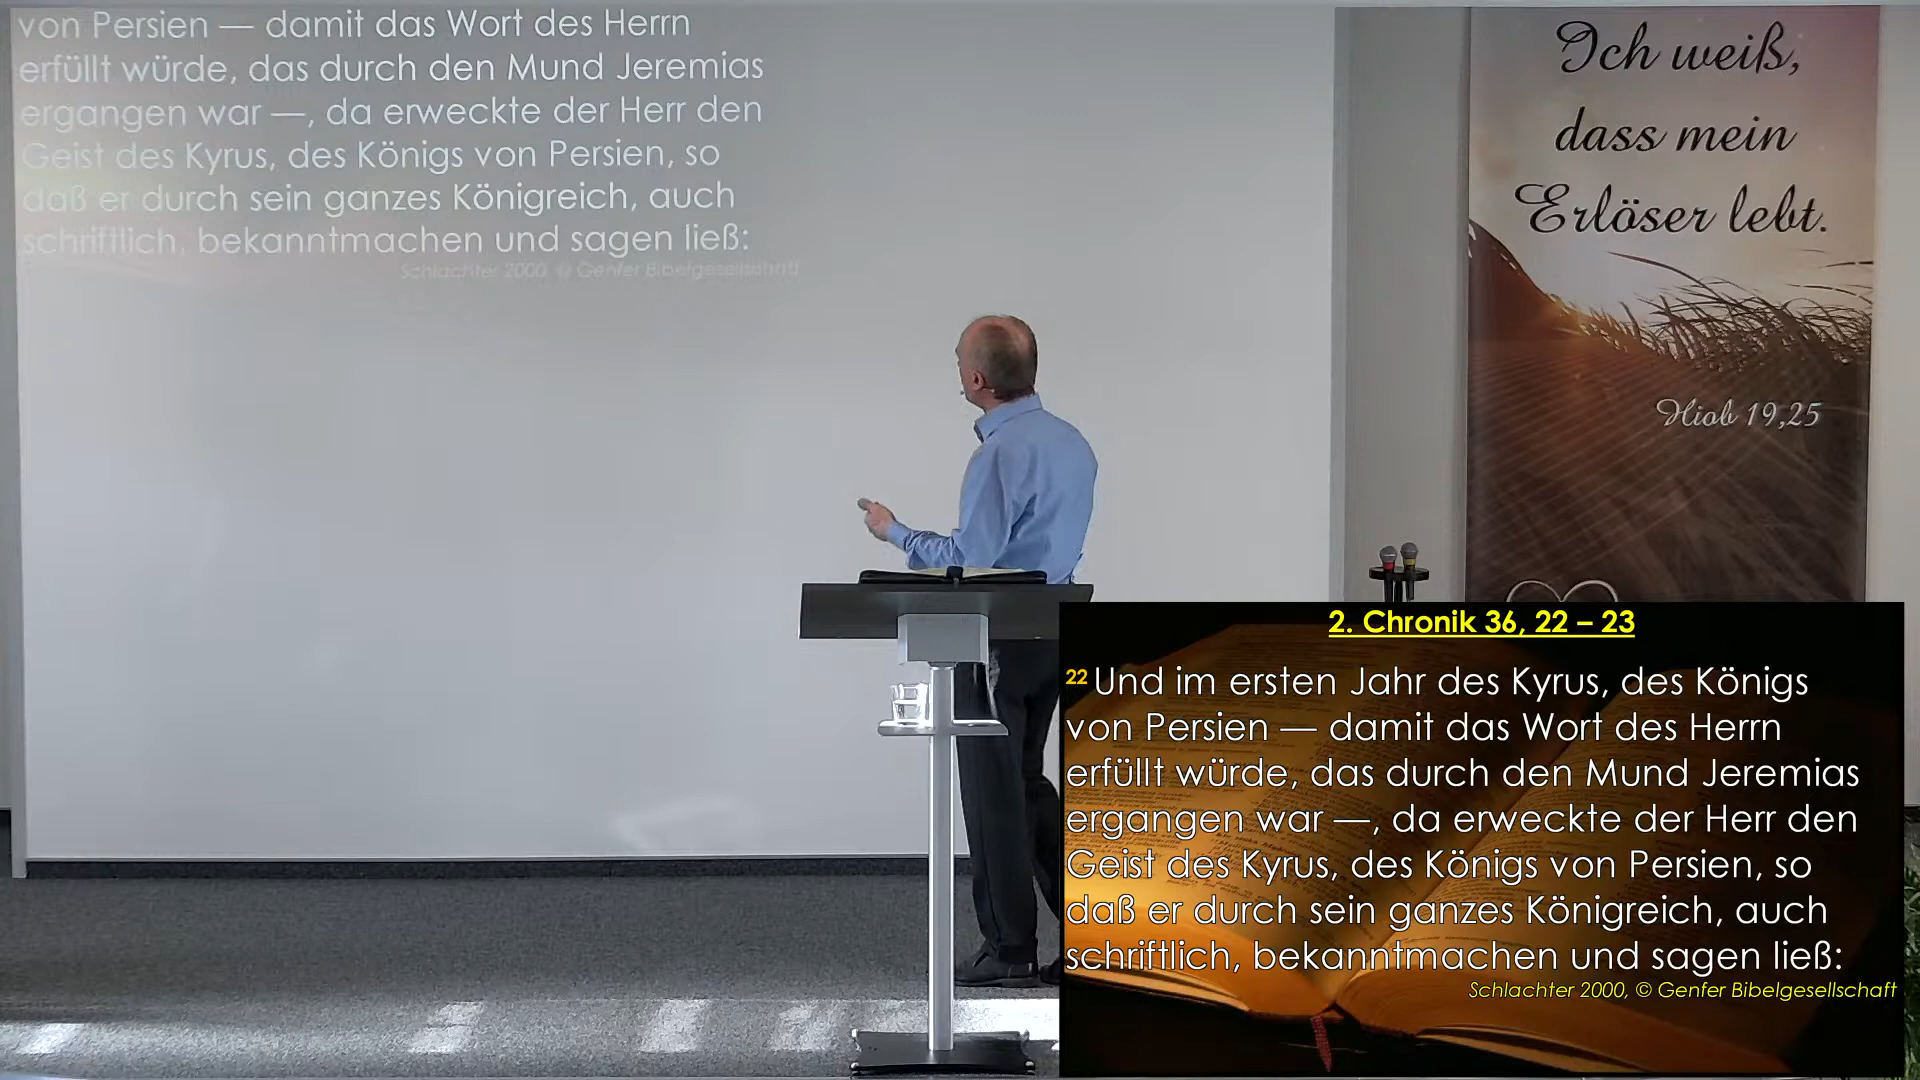 von Persien — damit das Wort des Herrn
erfüllt würde, das durch den Mund Jeremias
ergangen war —, da erweckte der Herr den
Geist des Kyrus, des Königs von Persien, so
daß er durch sein ganzes Königreich, auch
schriftlich, bekanntmachen und sagen ließ:
Schlachter 2000, © Genfer Bibelgesellschaft
Ich weiß,
dass mein
Erlöser lebt.
Hiob 19,25
2. Chronik 36, 22 – 23
22 Und im ersten Jahr des Kyrus, des Königs
von Persien — damit das Wort des Herrn
erfüllt würde, das durch den Mund Jeremias
ergangen war —, da erweckte der Herr den
Geist des Kyrus, des Königs von Persien, so
daß er durch sein ganzes Königreich, auch
schriftlich, bekanntmachen und sagen ließ:
Schlachter 2000, © Genfer Bibelgesellschaft